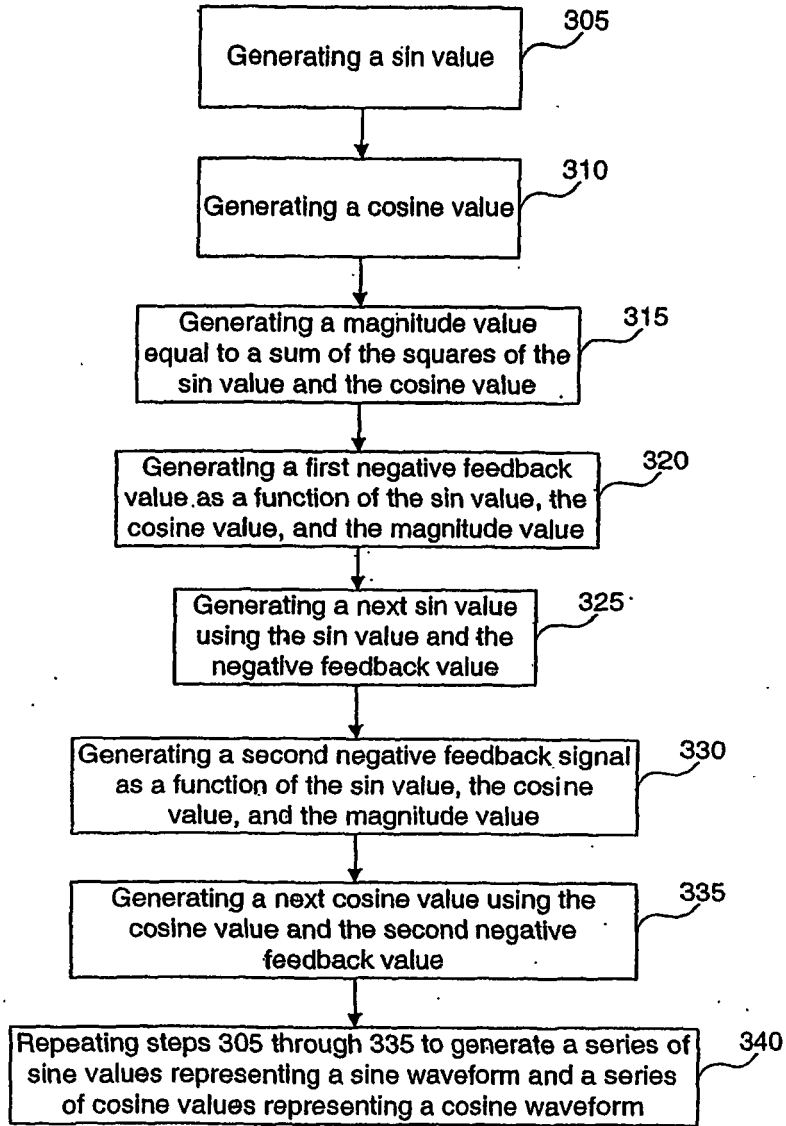 Generating a sin value
305
Generating a cosine value
310
Generating a magnitude value
equal to a sum of the squares of the
sin value and the cosine value
315
Generating a first negative feedback
value as a function of the sin value, the
cosine value, and the magnitude value
320
Generating a next sin value
using the sin value and the
negative feedback value
325
Generating a second negative feedback signal
as a function of the sin value, the cosine
value, and the magnitude value
330
Generating a next cosine value using the
cosine value and the second negative
feedback value
335
Repeating steps 305 through 335 to generate a series of
sine values representing a sine waveform and a series
of cosine values representing a cosine waveform
340